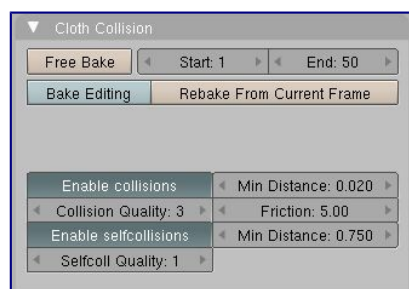 Cloth Collision
Free Bake Start: 1 End: 50
Bake Editing Rebake From Current Frame
Enable collisions Min Distance: 0.020
Collision Quality: 3 Friction: 5.00
Enable selfcollisions Min Distance: 0.750
Selfcoll Quality: 1